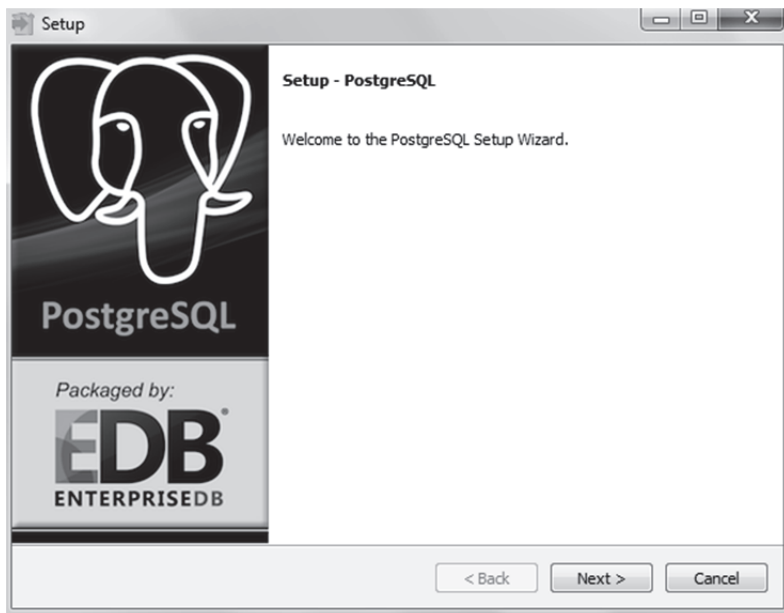 Setup
Setup - PostgreSQL
Welcome to the PostgreSQL Setup Wizard.
PostgreSQL
Packaged by:
EDB®
ENTERPRISEDB
< Back
Next >
Cancel